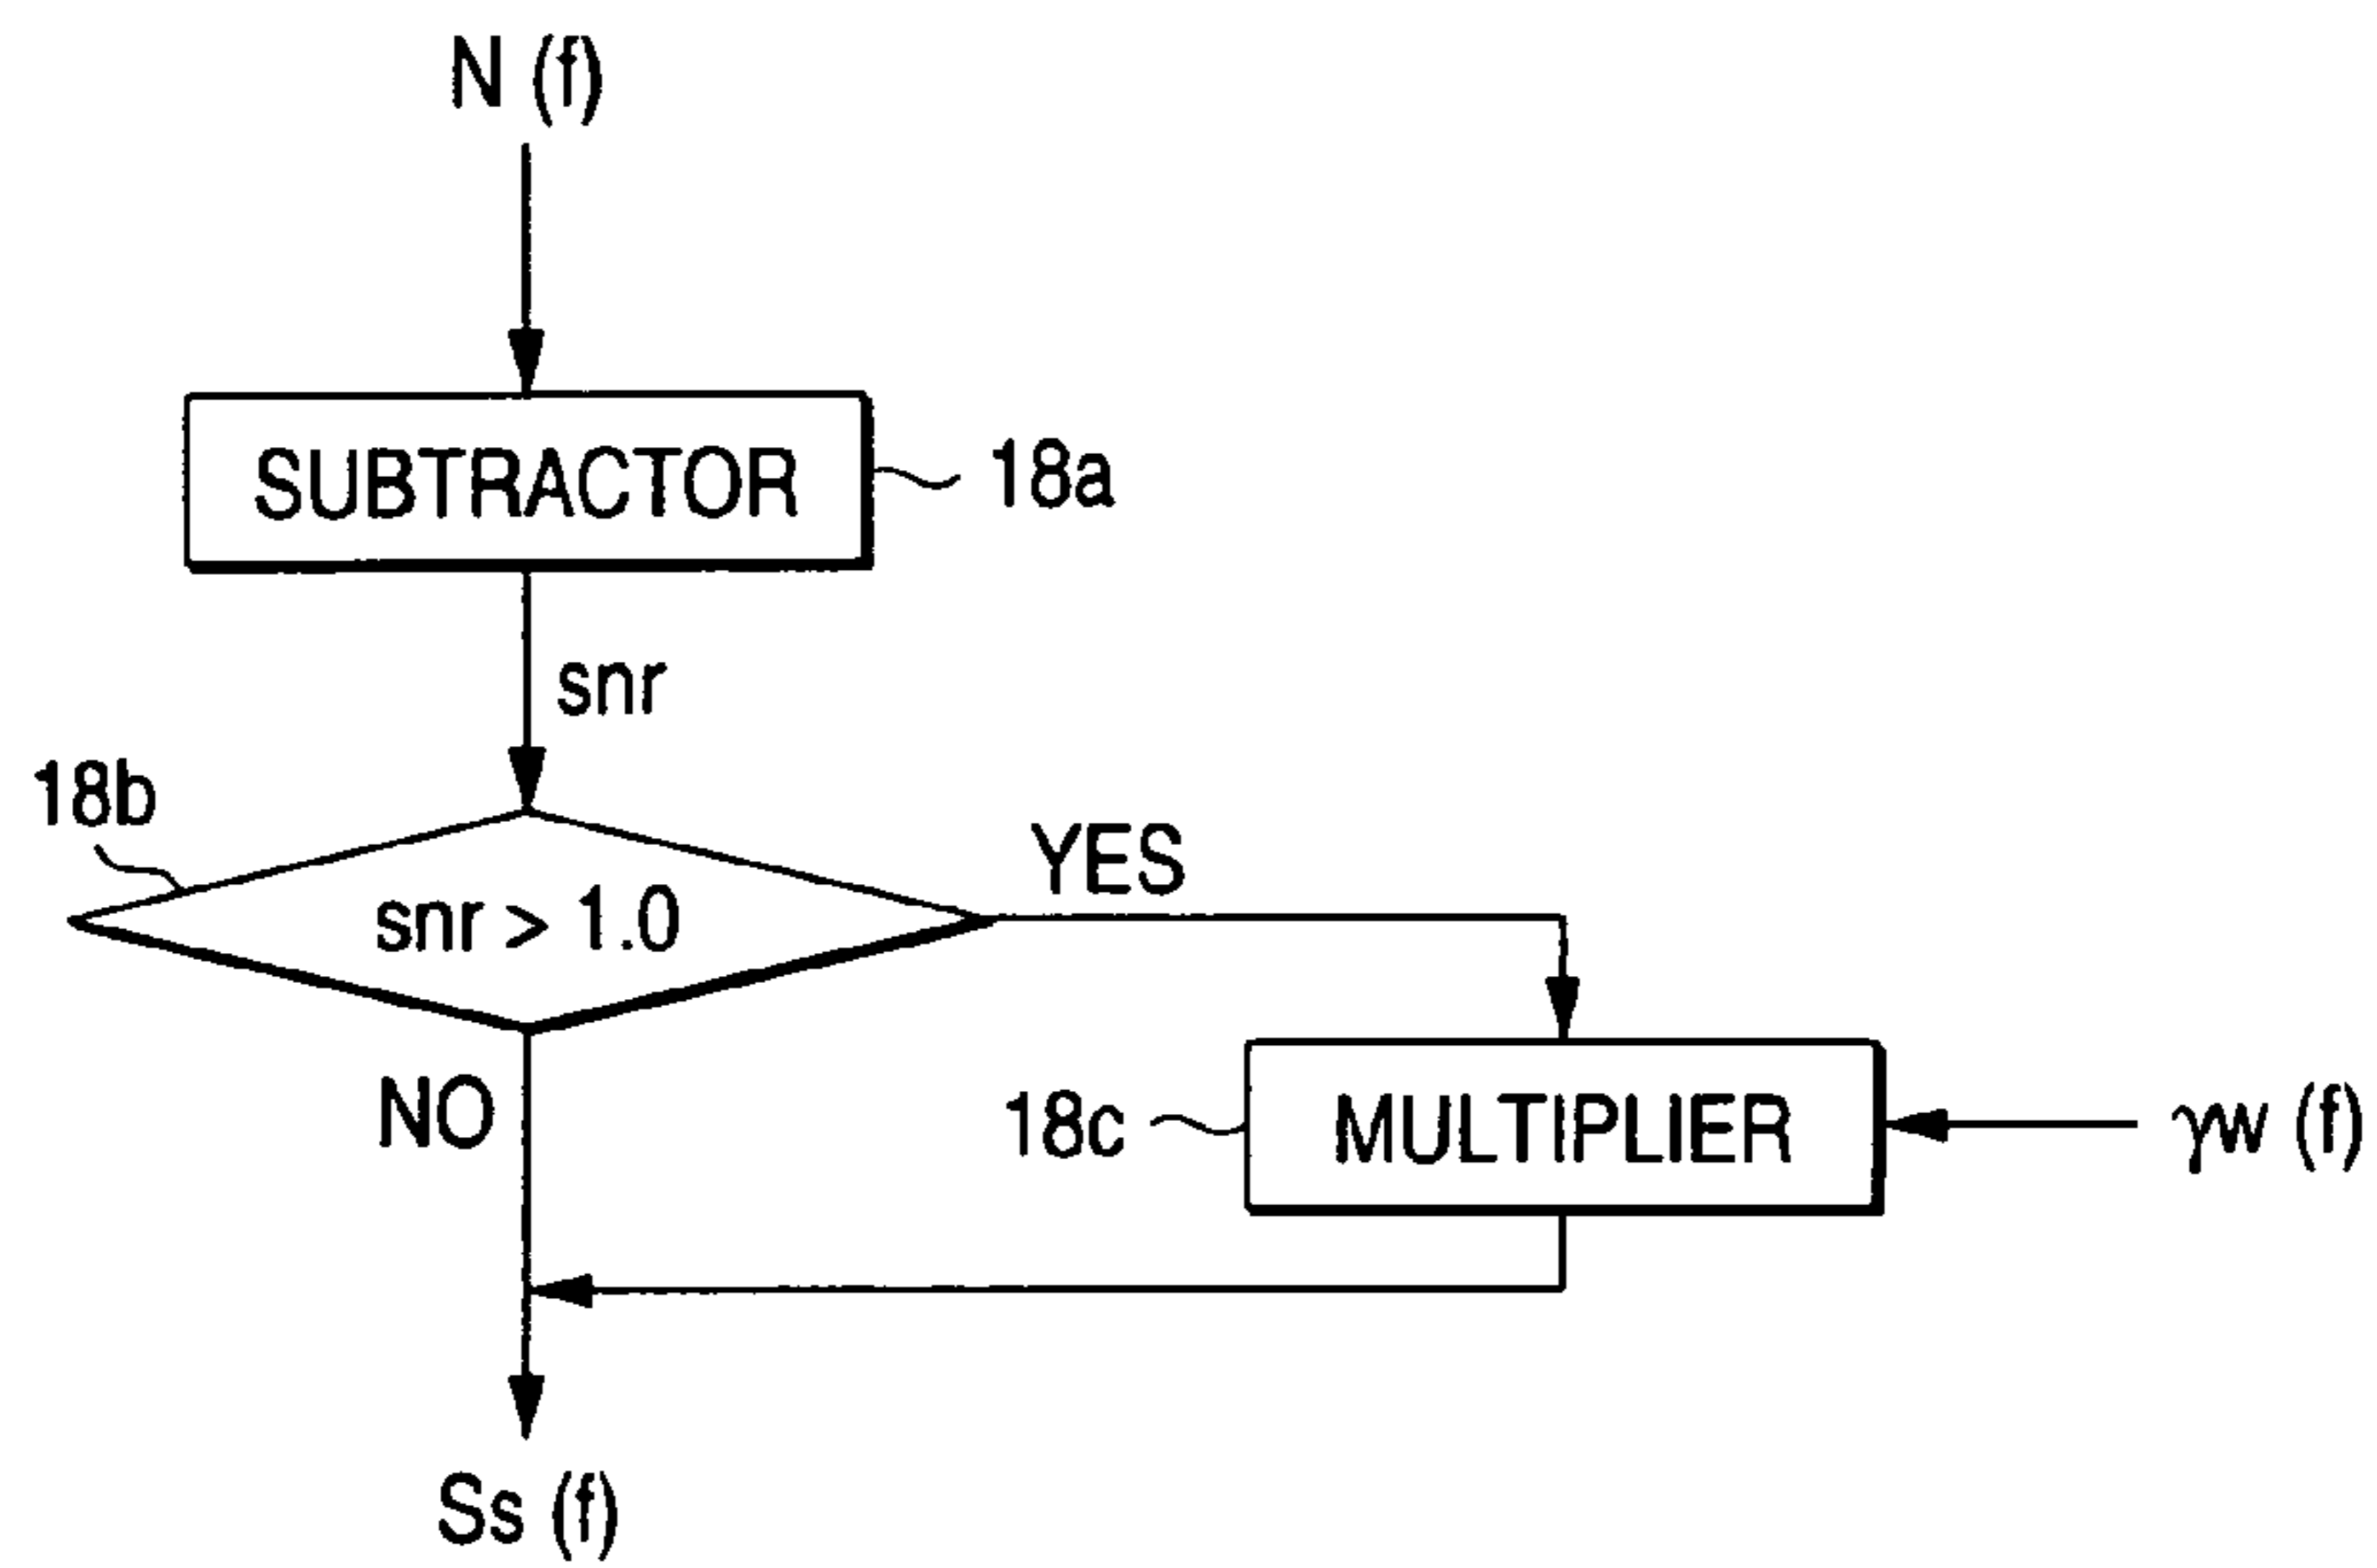 N (f)
SUBTRACTOR
18a
snr
18b
snr > 1.0
YES
NO
18c
MULTIPLIER
γw (f)
Ss (f)